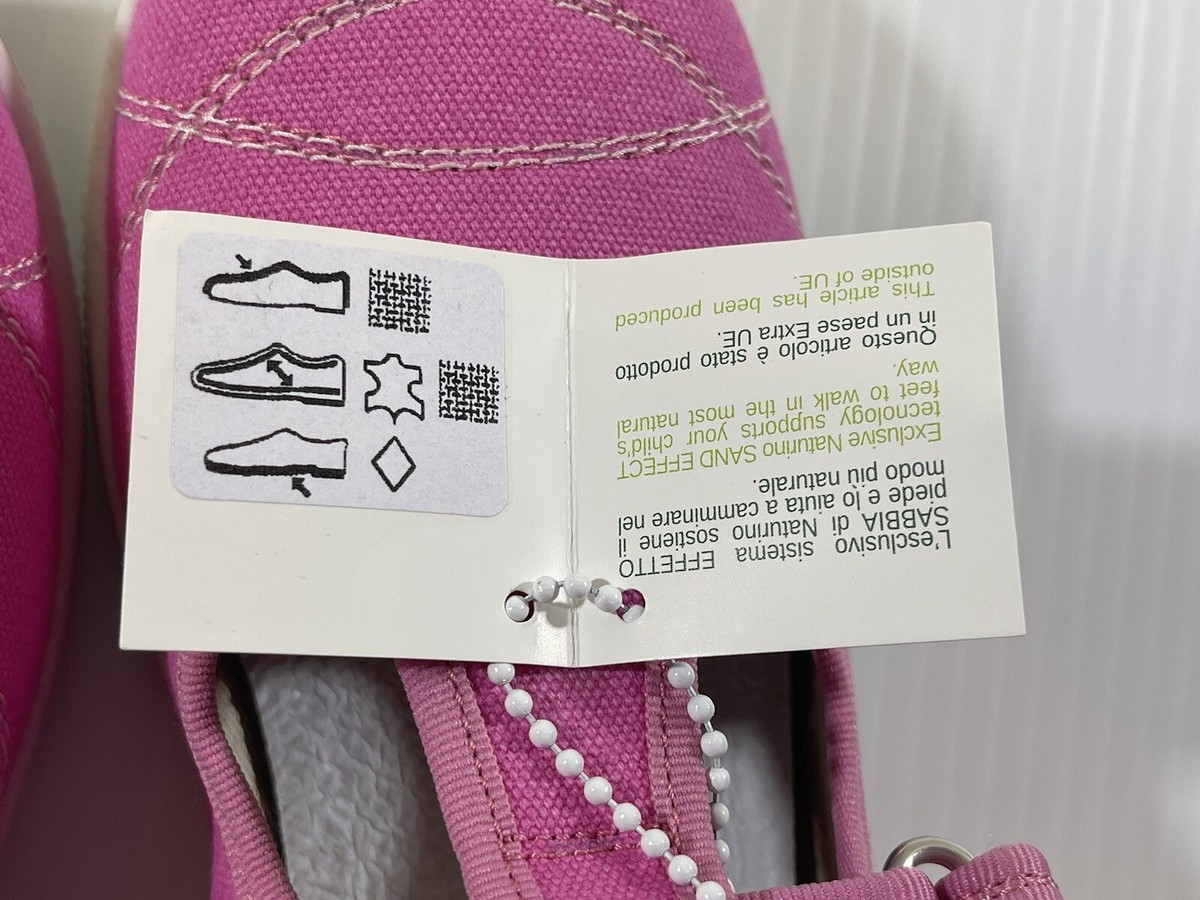 L'esclusivo sistema EFFETTO
SABBIA di Naturino sostiene il
piede e lo aiuta a camminare nel
modo più naturale.
Exclusive Naturino SAND EFFECT
tecnology supports your child's
feet to walk in the most natural
way.
Questo articolo è stato prodotto
in un paese Extra UE.
This article has been produced
outside of UE.